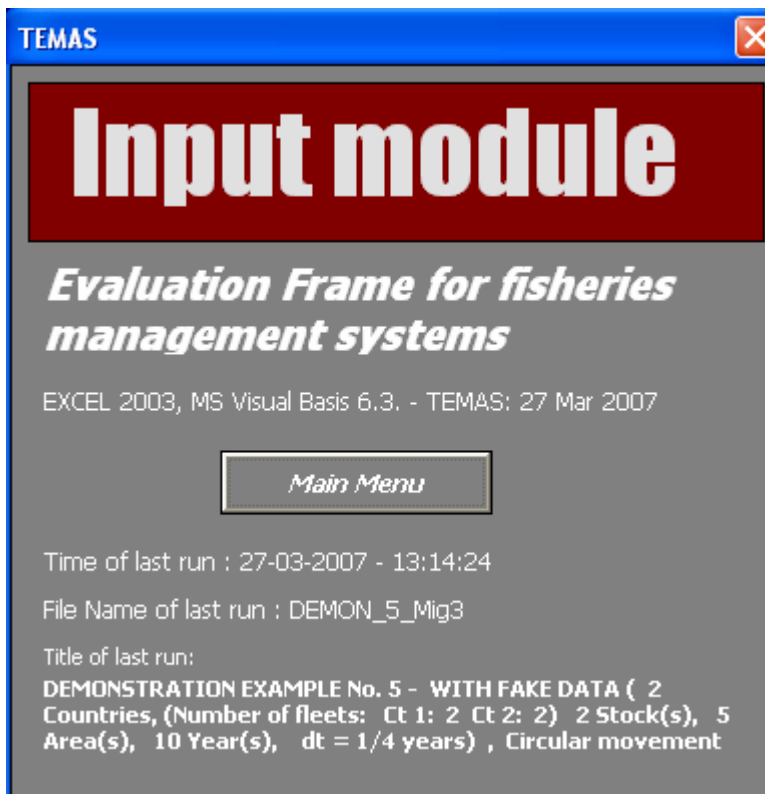 TEMAS
Input module
Evaluation Frame for fisheries
management systems
EXCEL 2003, MS Visual Basis 6.3. - TEMAS: 27 Mar 2007
Main Menu
Time of last run : 27-03-2007 - 13:14:24
File Name of last run : DEMON_5_Mig3
Title of last run:
DEMONSTRATION EXAMPLE No. 5 - WITH FAKE DATA ( 2
Countries, (Number of fleets: Ct 1: 2 Ct 2: 2) 2 Stock(s), 5
Area(s), 10 Year(s), dt = 1/4 years) , Circular movement